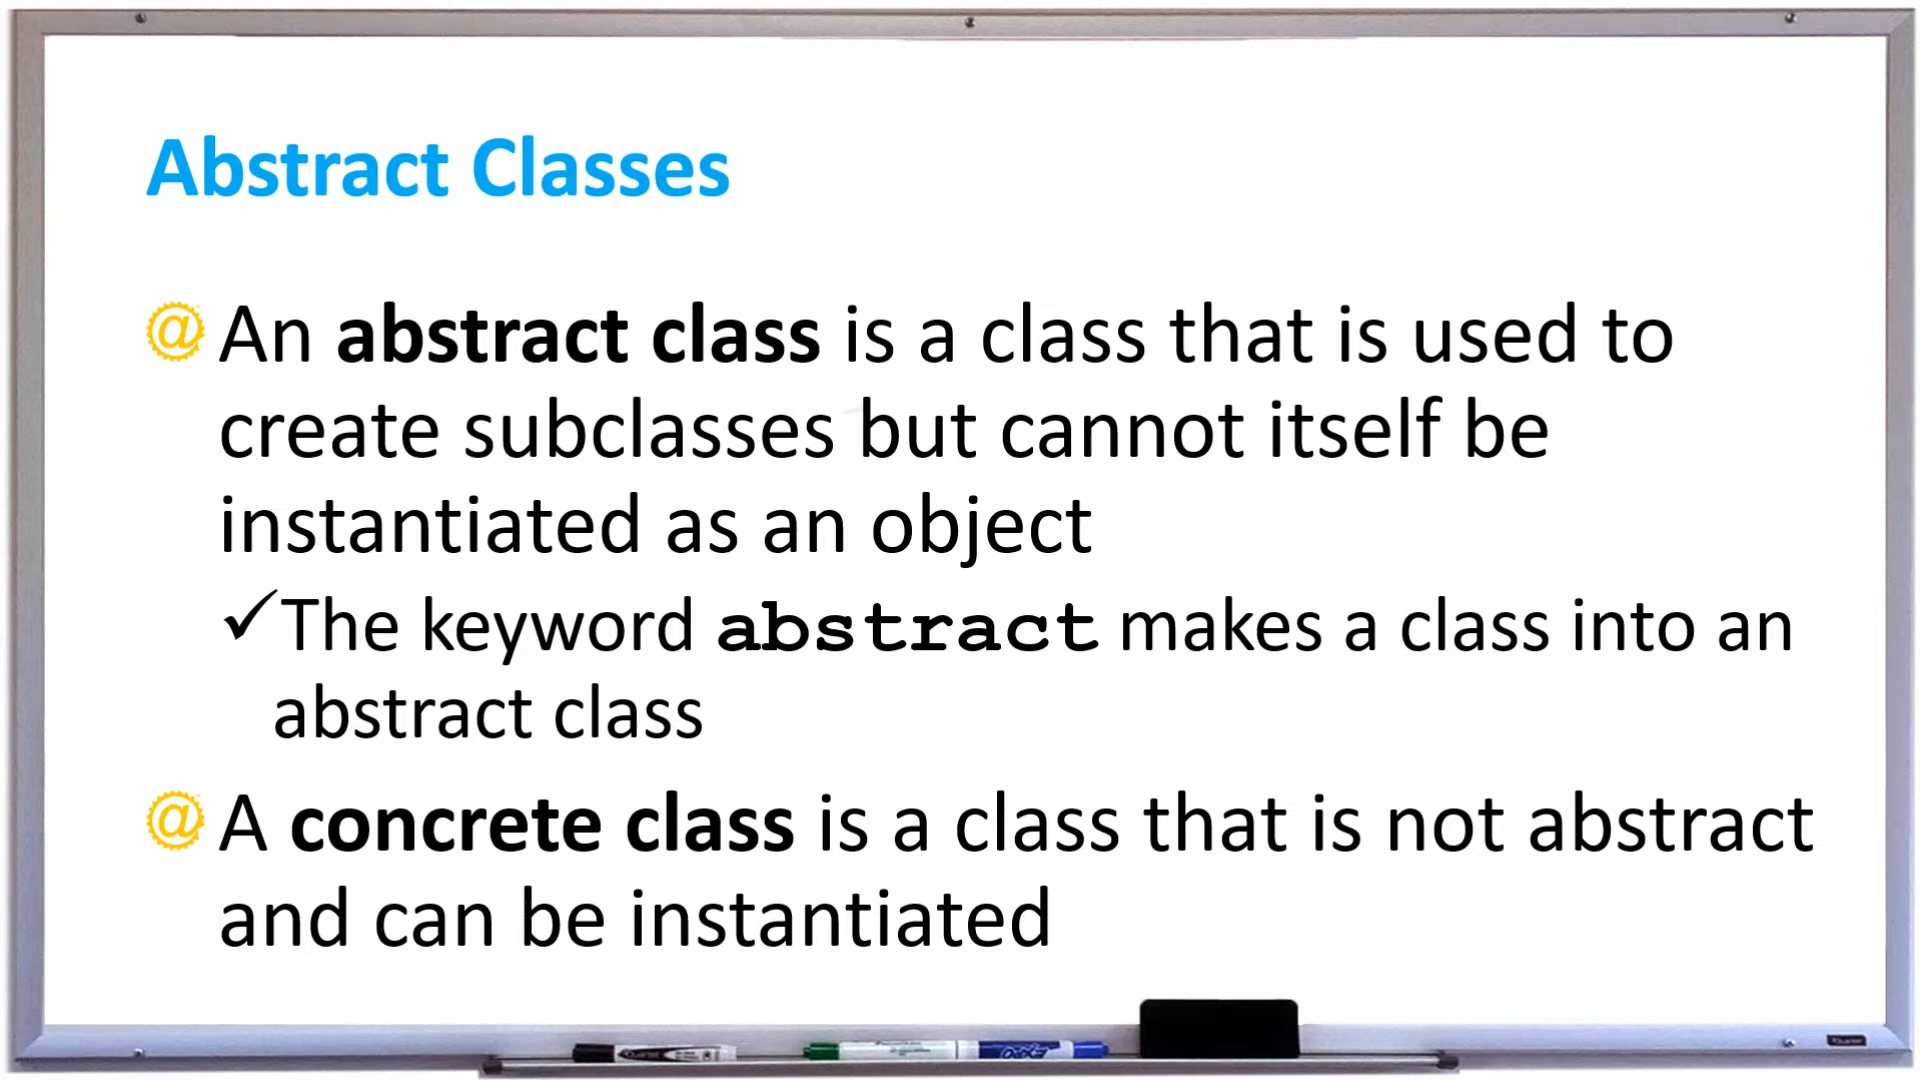 Abstract Classes
@ An abstract class is a class that is used to
create subclasses but cannot itself be
instantiated as an object
✓The keyword abstract makes a class into an
abstract class
@ A concrete class is a class that is not abstract
and can be instantiated